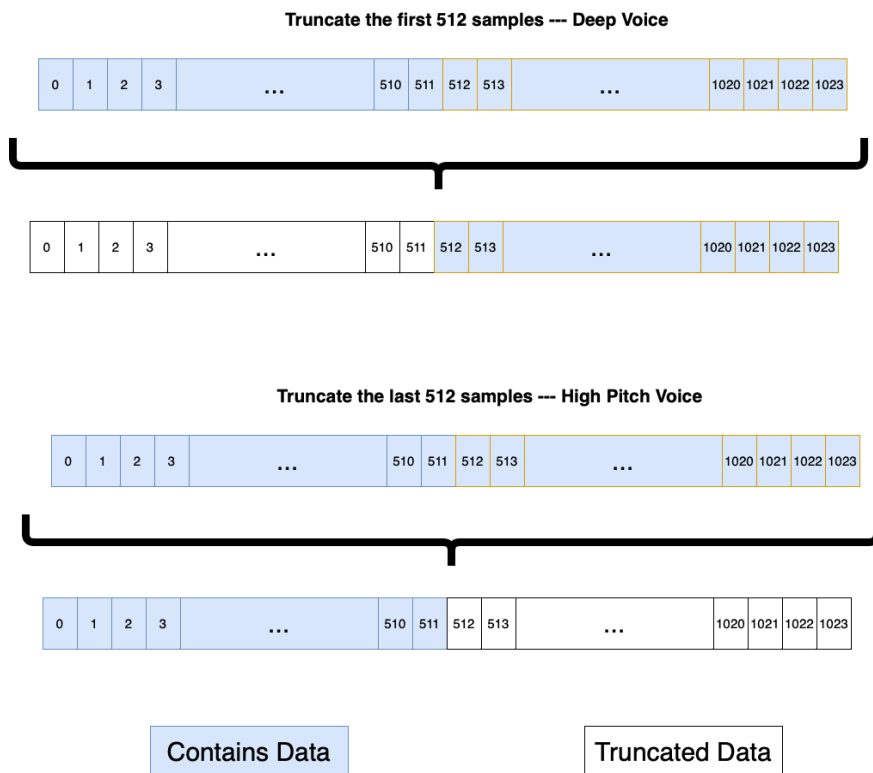 Truncate the first 512 samples --- Deep Voice
0 1 2 3 ... 510 511 512 513 ... 1020 1021 1022 1023
0 1 2 3 ... 510 511 512 513 ... 1020 1021 1022 1023
Truncate the last 512 samples --- High Pitch Voice
0 1 2 3 ... 510 511 512 513 ... 1020 1021 1022 1023
0 1 2 3 ... 510 511 512 513 ... 1020 1021 1022 1023
Contains Data Truncated Data